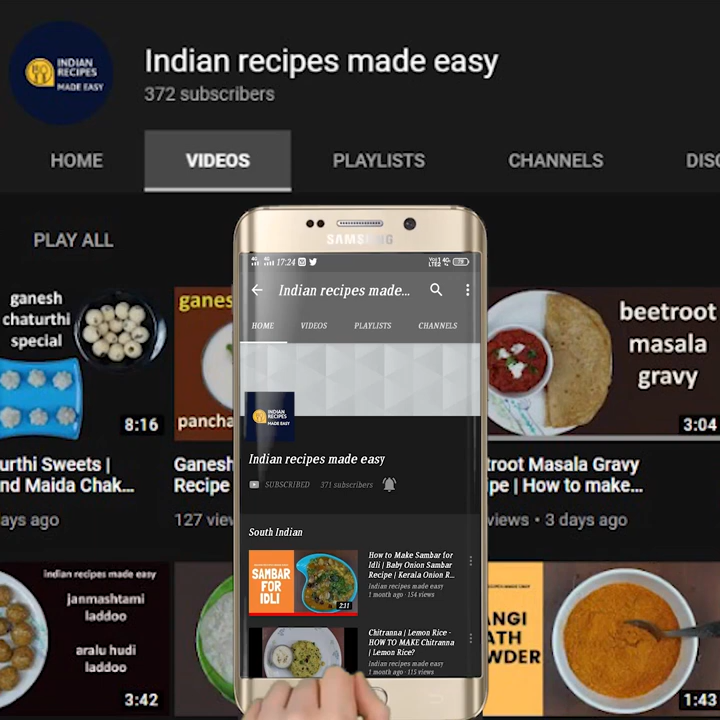 INDIAN
RECIPES
MADE EASY
Indian recipes made easy
372 subscribers
HOME
VIDEOS
PLAYLISTS
CHANNELS
DISC
PLAY ALL
ganesh
chaturthi
special
8:16
urthi Sweets |
nd Maida Chak...
ays ago
ganes
pancha
Ganesh
Recipe
127 view
beetroot
masala
gravy
3:04
troot Masala Gravy
ipe | How to make...
views • 3 days ago
indian recipes made easy
janmashtami
laddoo
aralu hudi
laddoo
3:42
ANGI
ATH
WDER
1:43
SAMSUNG
17:24
Indian recipes made...
HOME
VIDEOS
PLAYLISTS
CHANNELS
INDIAN
RECIPES
MADE EASY
Indian recipes made easy
SUBSCRIBED
371 subscribers
South Indian
SAMBAR
FOR
IDLI
2:11
How to Make Sambar for
Idli | Baby Onion Sambar
Recipe | Kerala Onion R...
Indian recipes made easy
1 month ago · 154 views
Chitranna | Lemon Rice -
HOW TO MAKE Chitranna
| Lemon Rice?
Indian recipes made easy
1 month ago · 115 views